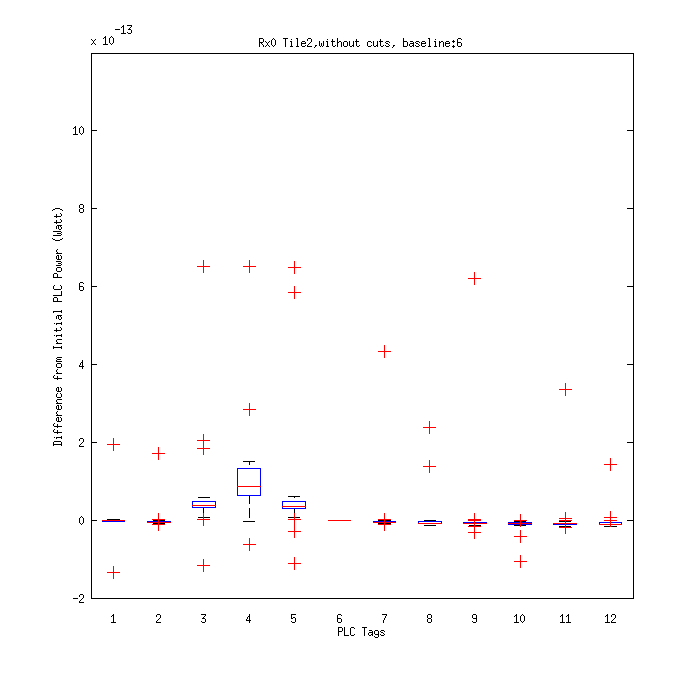 x 10-13
Rx0 Tile2,without cuts, baseline:6
Difference from Initial PLC Power (Watt)
10
8
6
4
2
0
-2
1 2 3 4 5 6 7 8 9 10 11 12
PLC Tags